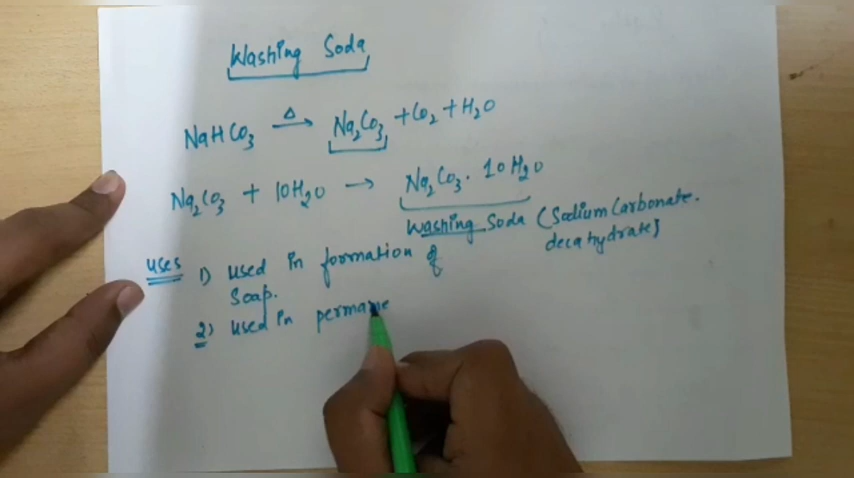 Washing Soda
NaHCO₃ —Δ→ Na₂CO₃ + CO₂ + H₂O
Na₂CO₃ + 10H₂O → Na₂CO₃. 10H₂O
Washing Soda (Sodium Carbonate.
decahydrate)
Uses 1) Used in formation of
Soap.
2) Used in permane